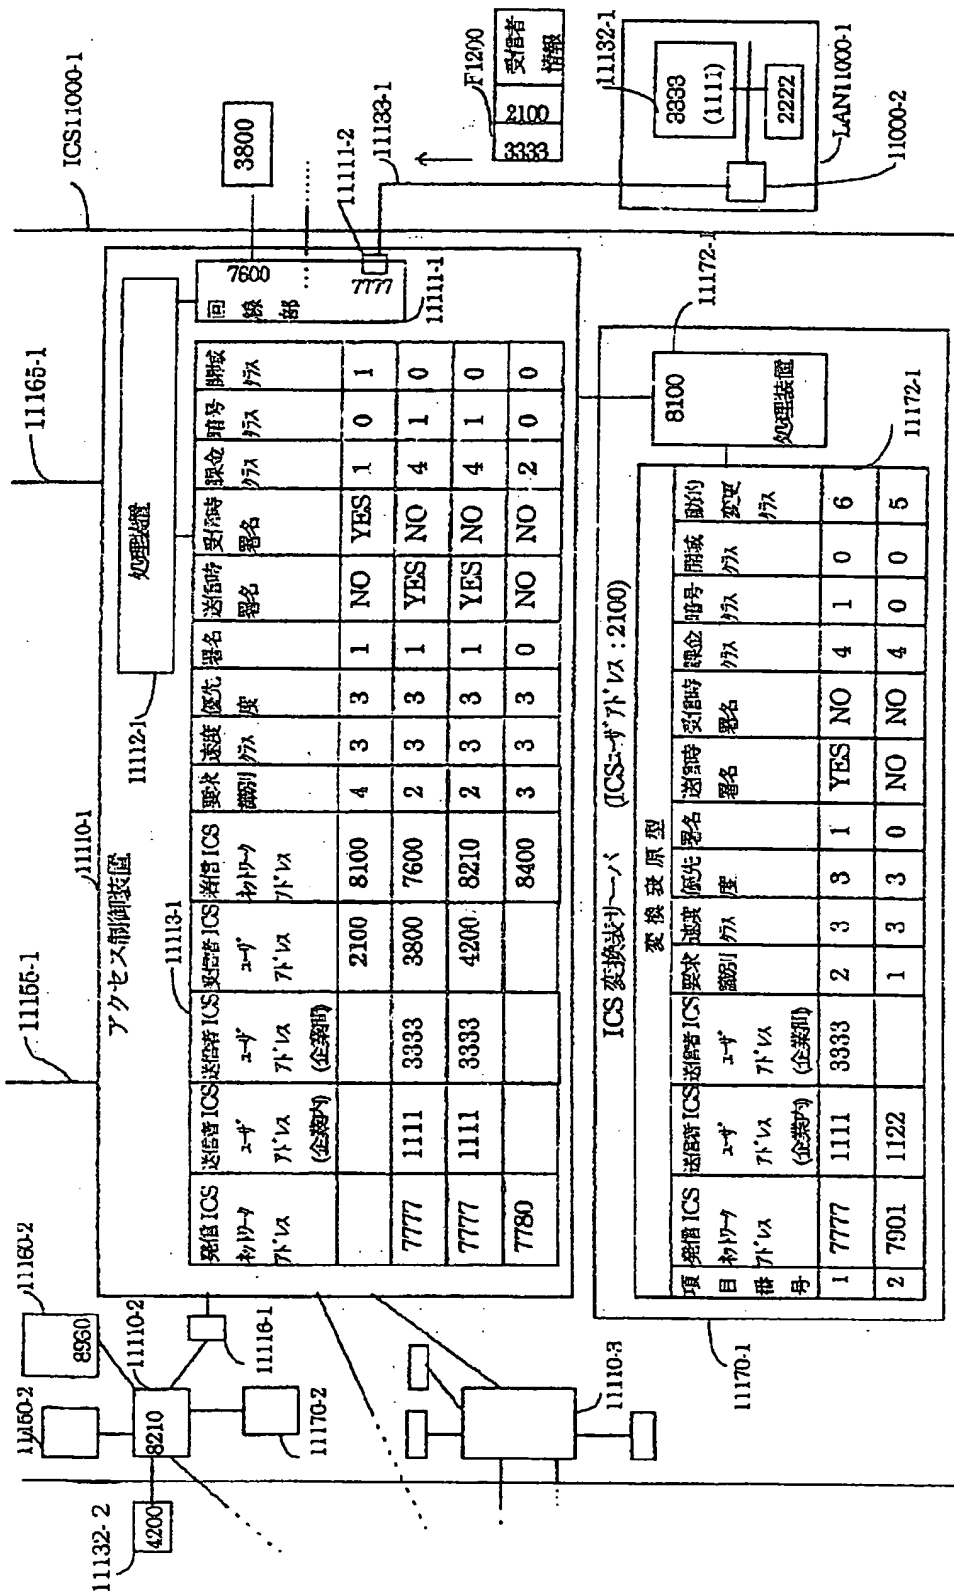 ICS11000-1
11165-1
11155-1
11110-1
アクセス制御装置
11112-1
処理装置
11113-1
発信ICS ネットワーク アドレス
送信者ICS ユーザ アドレス (企業内)
送信者ICS ユーザ アドレス (企業間)
受信者ICS ユーザ アドレス
着信ICS ネットワーク アドレス
要求 識別
速度 クラス
優先 度
署名
送信時 署名
受信時 署名
課金 クラス
暗号 クラス
開域 クラス
2100 8100 4 3 3 1 NO YES 1 0 1
7777 1111 3333 3800 7600 2 3 3 1 YES NO 4 1 0
7777 1111 3333 4200 8210 2 3 3 1 YES NO 4 1 0
7780 8400 3 3 3 0 NO NO 2 0 0
回線部
7600
7777
11111-1
11111-2
3800
11133-1
F1200
3333 2100 受信者 情報
11132-1
3333
(1111)
2222
LAN11000-1
11000-2
ICS 変換表サーバ (ICSユーザアドレス:2100)
変換表原型
項目番号
発信ICS ネットワーク アドレス
送信者ICS ユーザ アドレス (企業内)
送信者ICS ユーザ アドレス (企業間)
要求 識別
速度 クラス
優先 度
署名
送信時 署名
受信時 署名
課金 クラス
暗号 クラス
開域 クラス
動的 変更 クラス
1 7777 1111 3333 2 3 3 1 YES NO 4 1 0 6
2 7901 1122 1 3 3 0 NO NO 4 0 0 5
8100
処理装置
11172-1
11172-1
11170-1
11160-2
8960
11150-2
11110-2
8210
11116-1
11170-2
4200
11132-2
11110-3